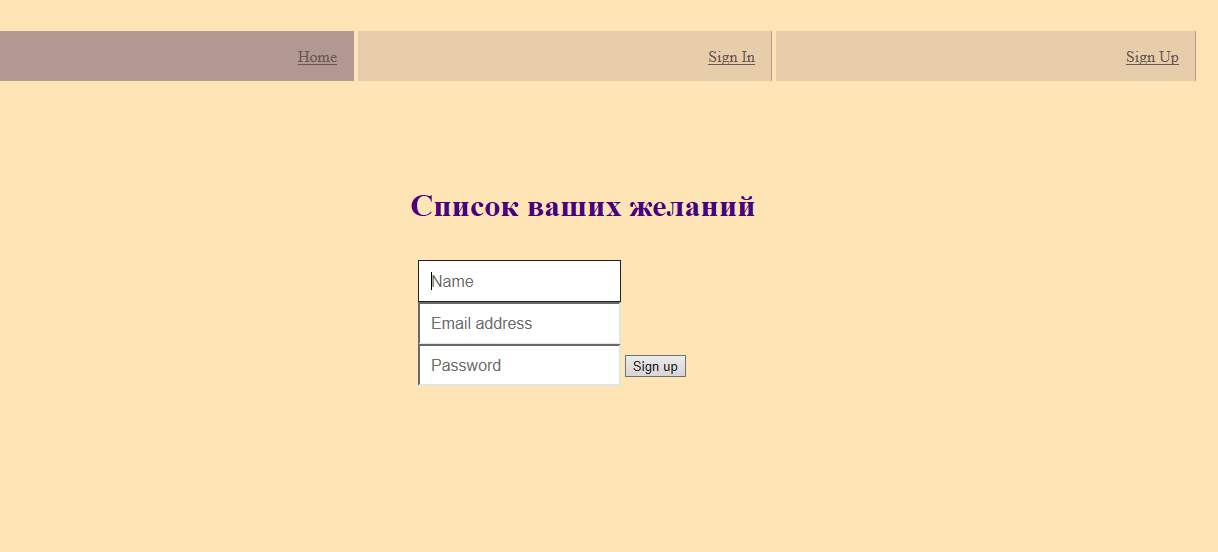 Home Sign In Sign Up
Список ваших желаний
Name
Email address
Password Sign up